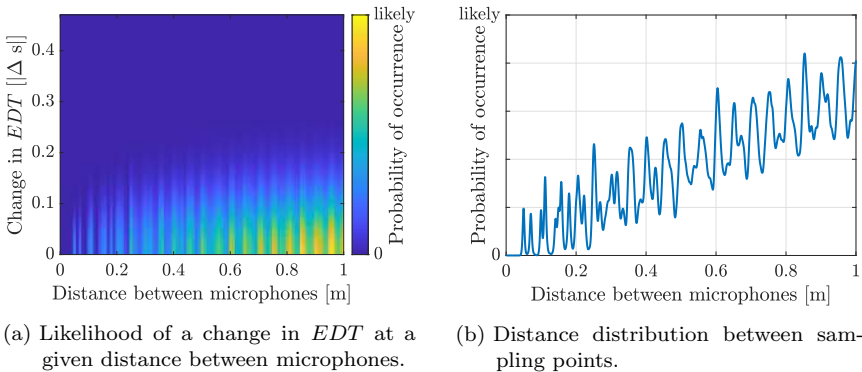 likely
0.4
0.3
0.2
0.1
0
Change in EDT [|Δ s|]
0 0.2 0.4 0.6 0.8 1
Distance between microphones [m]
0
Probability of occurrence
(a) Likelihood of a change in EDT at a
given distance between microphones.
likely
0
Probability of occurrence
0 0.2 0.4 0.6 0.8 1
Distance between microphones [m]
(b) Distance distribution between sam-
pling points.